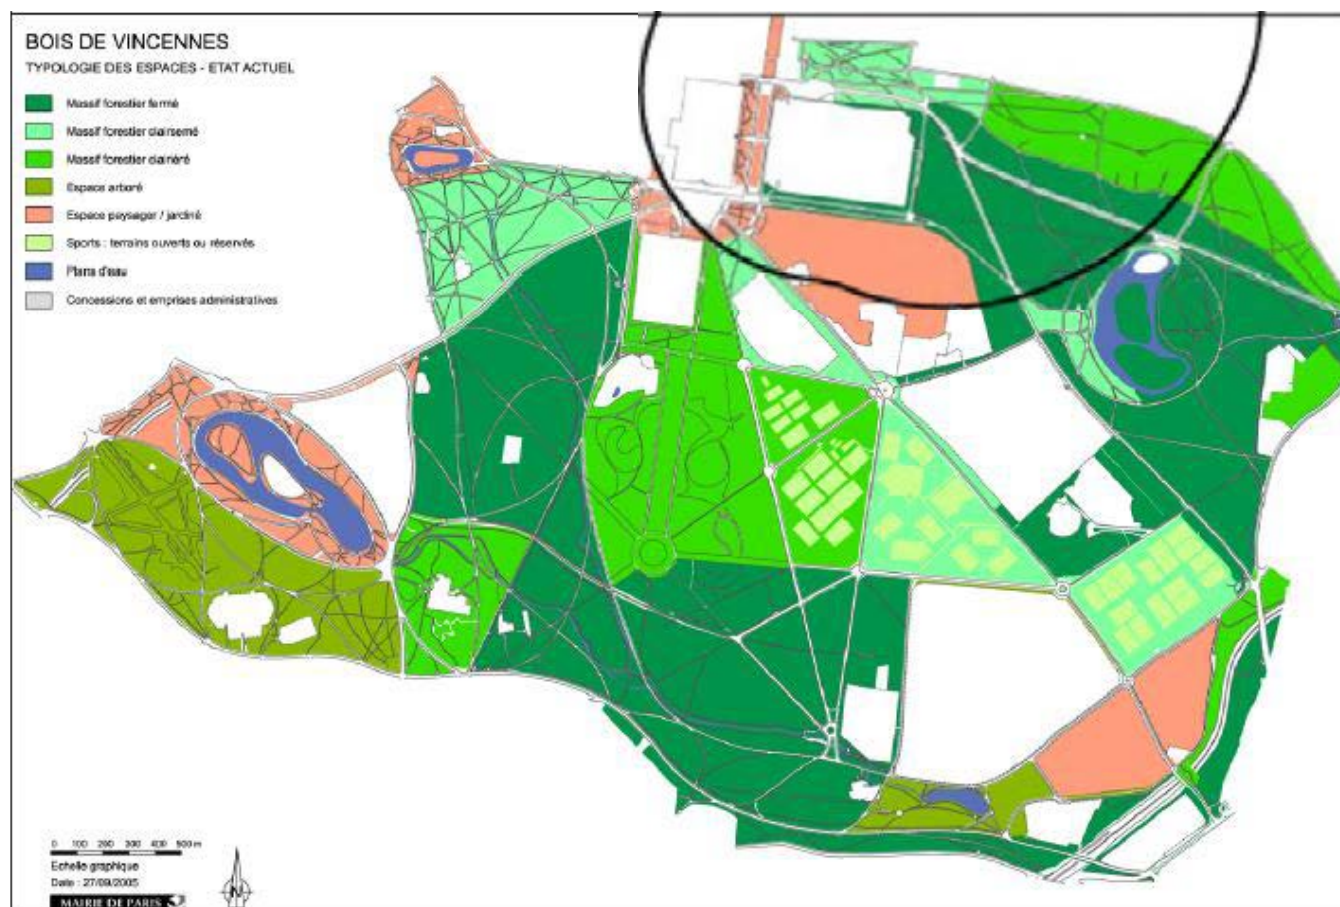 BOIS DE VINCENNES
TYPOLOGIE DES ESPACES - ETAT ACTUEL
Massif forestier fermé
Massif forestier clairsemé
Massif forestier clairiéré
Espace arboré
Espace paysager / jardiné
Sports : terrains ouverts ou réservés
Plans d'eau
Concessions et emprises administratives
0 100 200 300 400 500 m
Echelle graphique
Date : 27/09/2005
N
MAIRIE DE PARIS